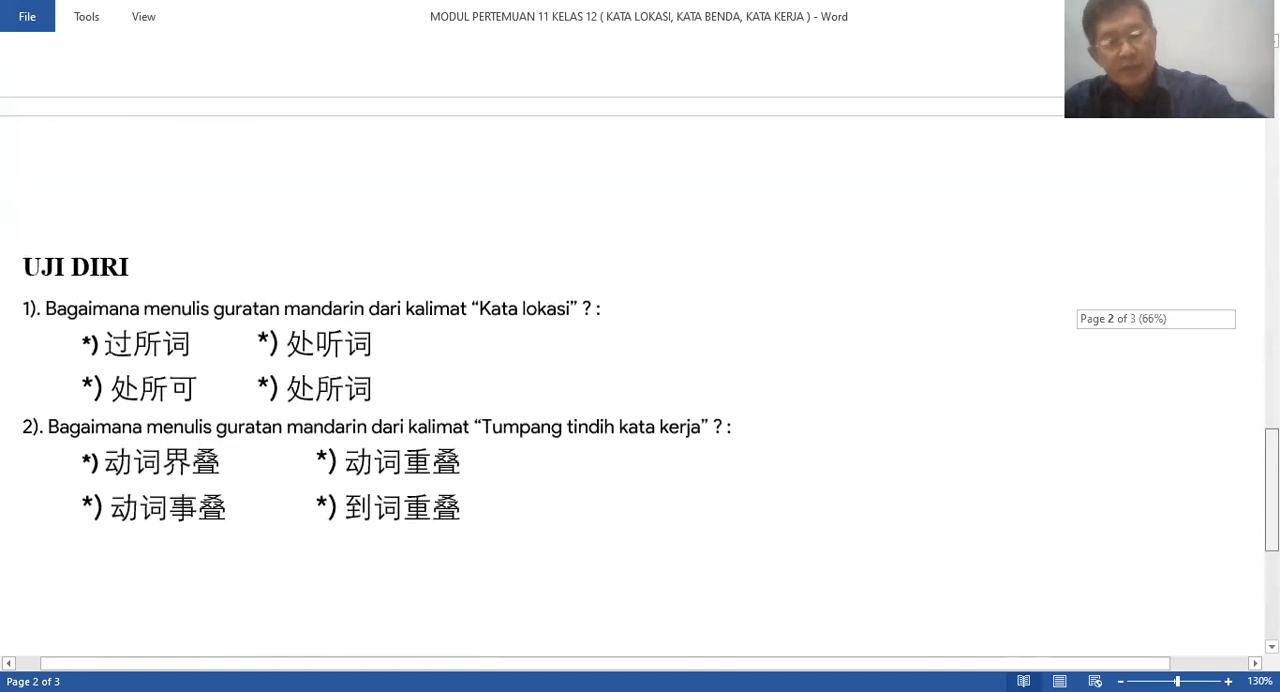 File Tools View MODUL PERTEMUAN 11 KELAS 12 ( KATA LOKASI, KATA BENDA, KATA KERJA ) - Word
UJI DIRI
1). Bagaimana menulis guratan mandarin dari kalimat “Kata lokasi” ? :
Page 2 of 3 (66%)
*) 过所词 *) 处听词
*) 处所可 *) 处所词
2). Bagaimana menulis guratan mandarin dari kalimat “Tumpang tindih kata kerja” ? :
*) 动词界叠 *) 动词重叠
*) 动词事叠 *) 到词重叠
Page 2 of 3 130%